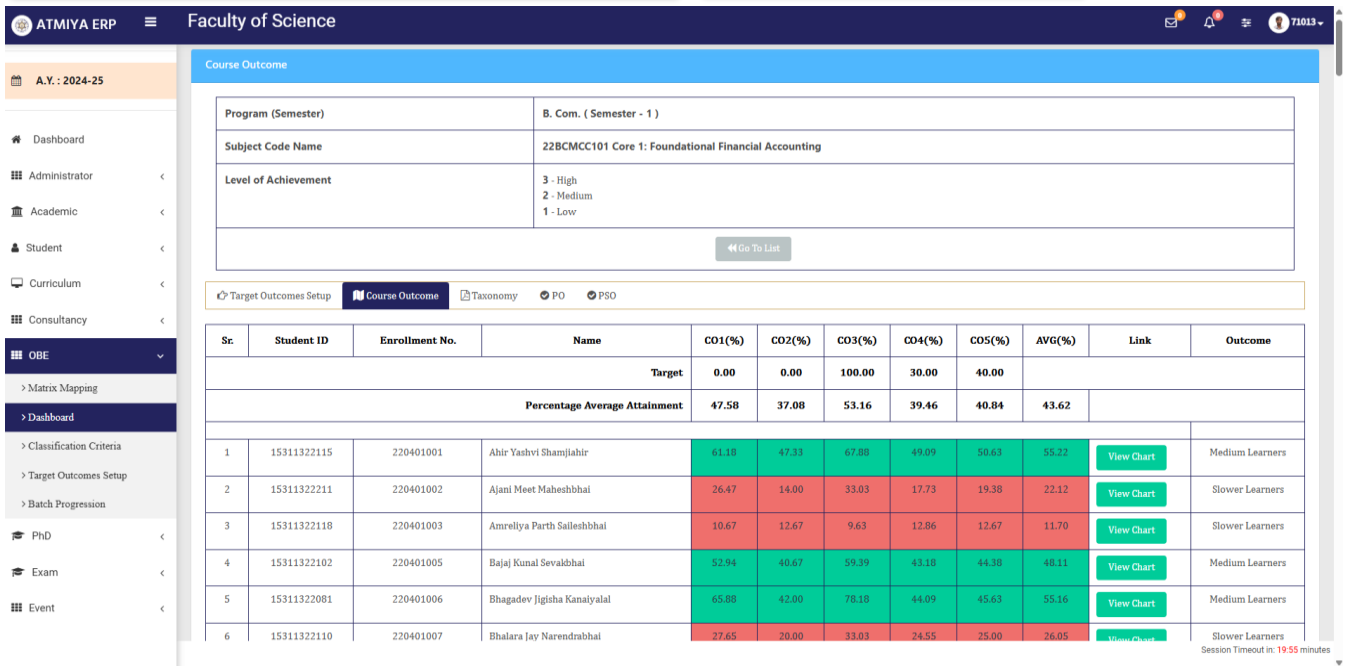 ATMIYA ERP
Faculty of Science
0
0
71013
A.Y. : 2024-25
Dashboard
Administrator
Academic
Student
Curriculum
Consultancy
OBE
> Matrix Mapping
> Dashboard
> Classification Criteria
> Target Outcomes Setup
> Batch Progression
PhD
Exam
Event
Course Outcome
Program (Semester) B. Com. ( Semester - 1 )
Subject Code Name 22BCMCC101 Core 1: Foundational Financial Accounting
Level of Achievement 3 - High
2 - Medium
1 - Low
Go To List
Target Outcomes Setup Course Outcome Taxonomy PO PSO
Sr. Student ID Enrollment No. Name CO1(%) CO2(%) CO3(%) CO4(%) CO5(%) AVG(%) Link Outcome
Target 0.00 0.00 100.00 30.00 40.00
Percentage Average Attainment 47.58 37.08 53.16 39.46 40.84 43.62
1 15311322115 220401001 Ahir Yashvi Shamjiahir 61.18 47.33 67.88 49.09 50.63 55.22 View Chart Medium Learners
2 15311322211 220401002 Ajani Meet Maheshbhai 26.47 14.00 33.03 17.73 19.38 22.12 View Chart Slower Learners
3 15311322118 220401003 Amreliya Parth Saileshbhai 10.67 12.67 9.63 12.86 12.67 11.70 View Chart Slower Learners
4 15311322102 220401005 Bajaj Kunal Sevakbhai 52.94 40.67 59.39 43.18 44.38 48.11 View Chart Medium Learners
5 15311322081 220401006 Bhagadev Jigisha Kanaiyalal 65.88 42.00 78.18 44.09 45.63 55.16 View Chart Medium Learners
6 15311322110 220401007 Bhalara Jay Narendrabhai 27.65 20.00 33.03 24.55 25.00 26.05 View Chart Slower Learners
Session Timeout in: 19:55 minutes